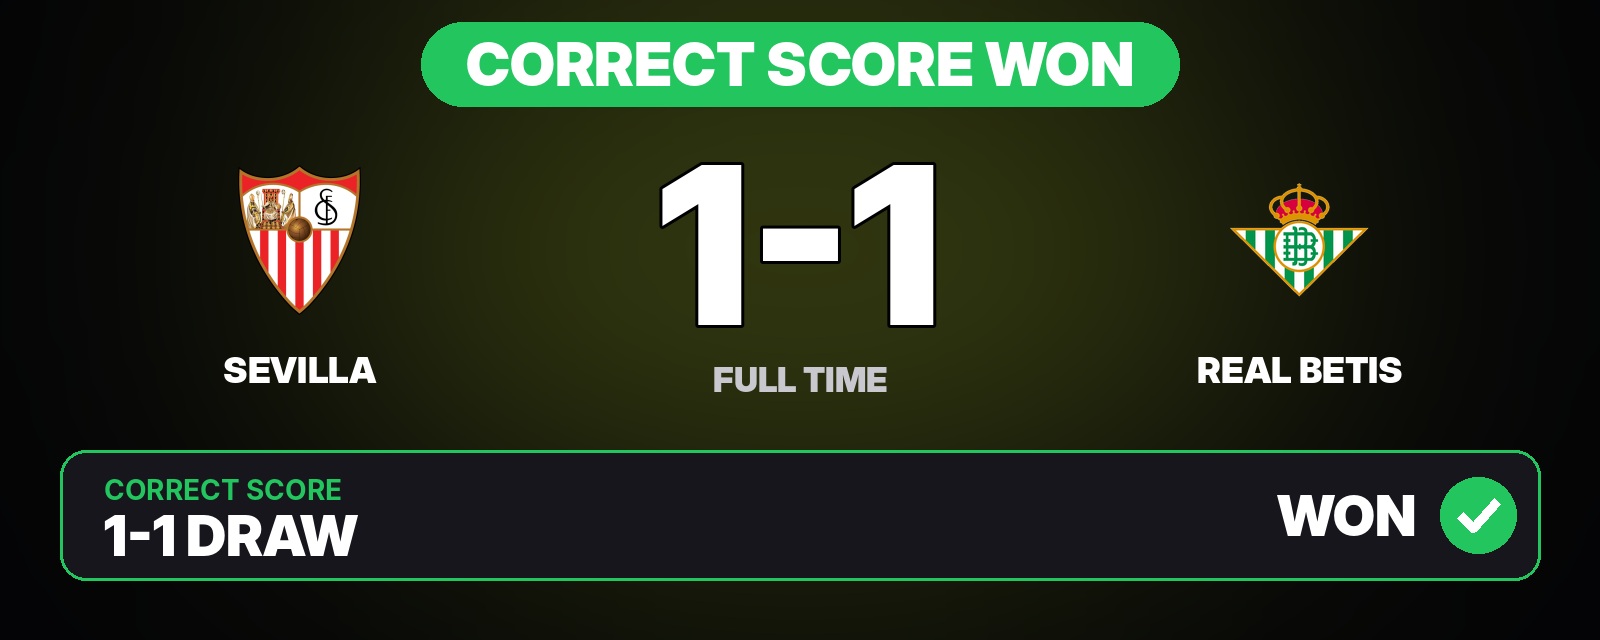 CORRECT SCORE WON
1-1
SEVILLA
FULL TIME
REAL BETIS
CORRECT SCORE
1-1 DRAW
WON